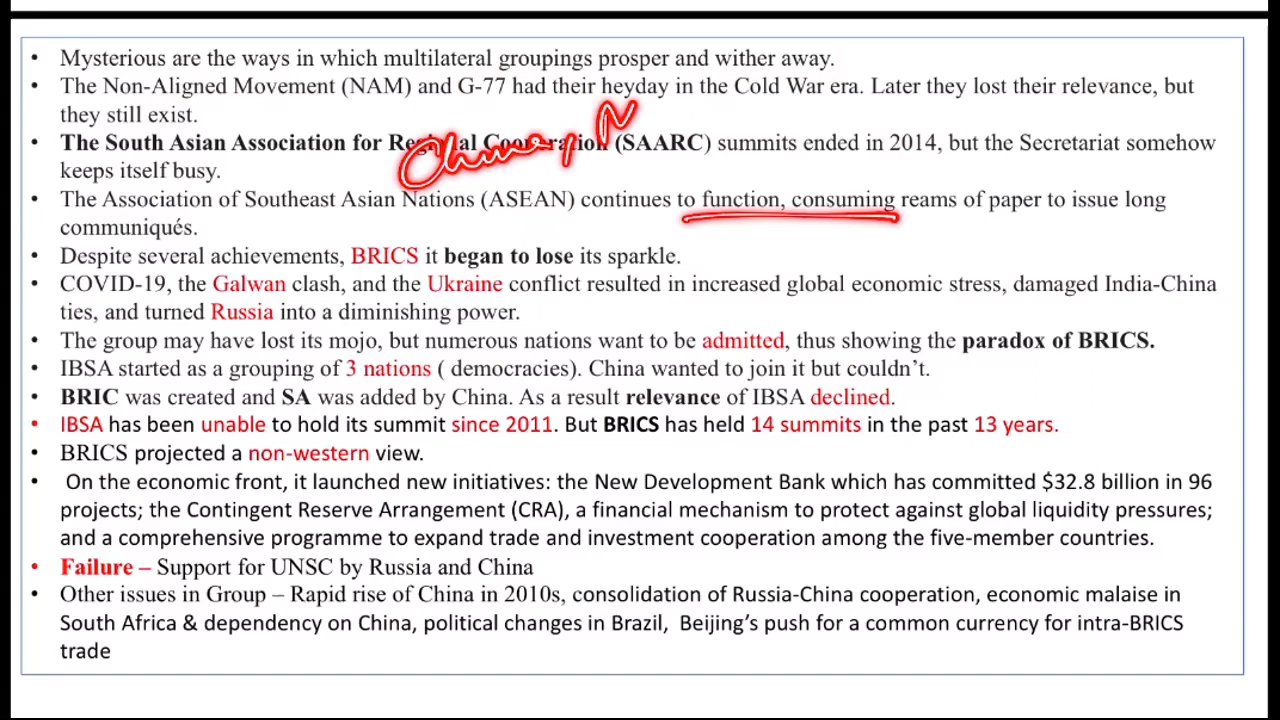 • Mysterious are the ways in which multilateral groupings prosper and wither away.
• The Non-Aligned Movement (NAM) and G-77 had their heyday in the Cold War era. Later they lost their relevance, but
they still exist.
• The South Asian Association for Regional Cooperation (SAARC) summits ended in 2014, but the Secretariat somehow
keeps itself busy.
• The Association of Southeast Asian Nations (ASEAN) continues to function, consuming reams of paper to issue long
communiqués.
• Despite several achievements, BRICS it began to lose its sparkle.
• COVID-19, the Galwan clash, and the Ukraine conflict resulted in increased global economic stress, damaged India-China
ties, and turned Russia into a diminishing power.
• The group may have lost its mojo, but numerous nations want to be admitted, thus showing the paradox of BRICS.
• IBSA started as a grouping of 3 nations ( democracies). China wanted to join it but couldn't.
• BRIC was created and SA was added by China. As a result relevance of IBSA declined.
• IBSA has been unable to hold its summit since 2011. But BRICS has held 14 summits in the past 13 years.
• BRICS projected a non-western view.
• On the economic front, it launched new initiatives: the New Development Bank which has committed $32.8 billion in 96
projects; the Contingent Reserve Arrangement (CRA), a financial mechanism to protect against global liquidity pressures;
and a comprehensive programme to expand trade and investment cooperation among the five-member countries.
• Failure – Support for UNSC by Russia and China
• Other issues in Group – Rapid rise of China in 2010s, consolidation of Russia-China cooperation, economic malaise in
South Africa & dependency on China, political changes in Brazil, Beijing's push for a common currency for intra-BRICS
trade